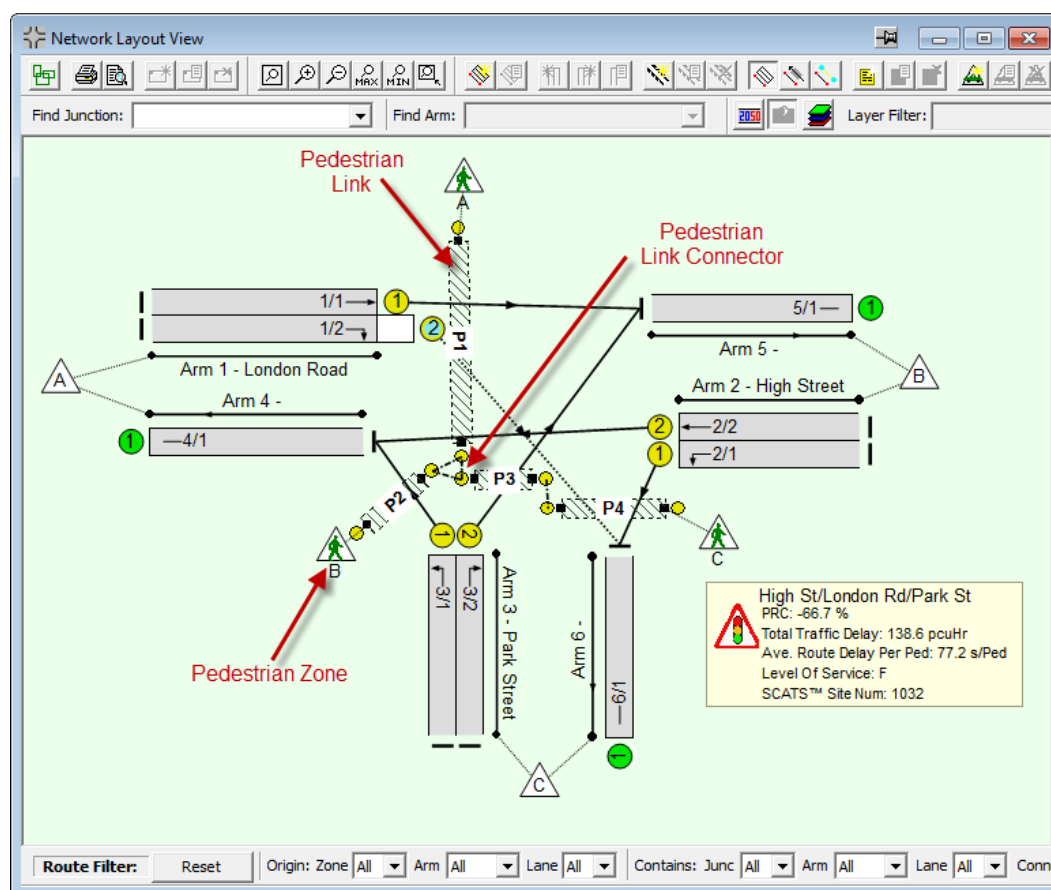 Network Layout View
MAX
MIN
2050
Find Junction:
Find Arm:
Layer Filter:
Pedestrian
Link
A
Pedestrian
Link Connector
1/1
1
5/1
1
1/2
2
P1
Arm 5 -
Arm 1 - London Road
A
B
Arm 4 -
Arm 2 - High Street
1
4/1
2
2/2
1
2/1
P2
P3
P4
B
C
1
2
3/1
3/2
Arm 3 - Park Street
Arm 6 -
6/1
1
C
Pedestrian Zone
High St/London Rd/Park St
PRC: -66.7 %
Total Traffic Delay: 138.6 pcuHr
Ave. Route Delay Per Ped: 77.2 s/Ped
Level Of Service: F
SCATS™ Site Num: 1032
Route Filter: Reset Origin: Zone All Arm All Lane All Contains: Junc All Arm All Lane All Conn